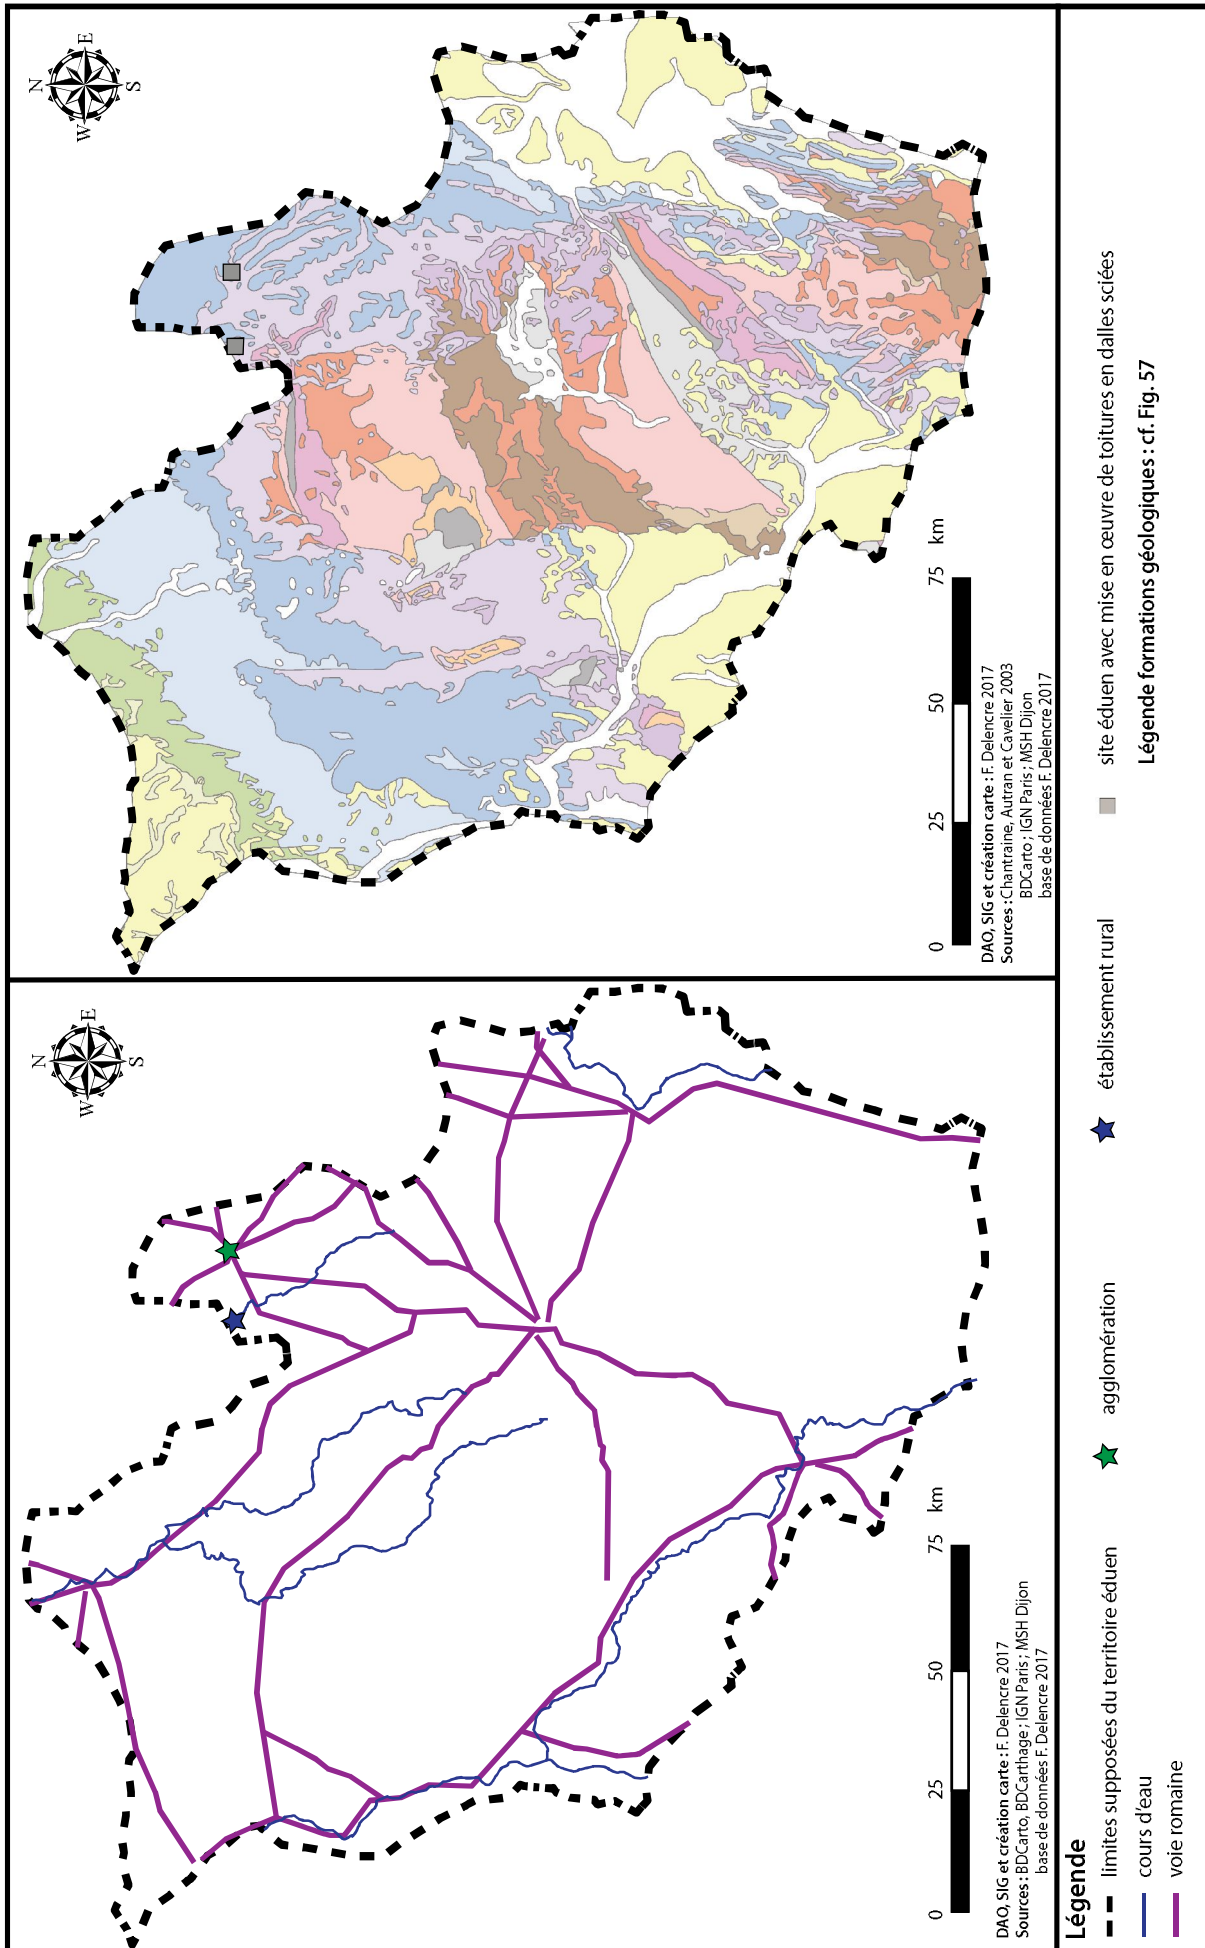 N
W
E
S
0
25
50
75
km
DAO, SIG et création carte : F. Delencre 2017
Sources : BDCarto, BDCarthage ; IGN Paris ; MSH Dijon
base de données F. Delencre 2017
N
W
E
S
0
25
50
75
km
DAO, SIG et création carte : F. Delencre 2017
Sources : Chantraine, Autran et Cavelier 2003
BDCarto ; IGN Paris ; MSH Dijon
base de données F. Delencre 2017
Légende
limites supposées du territoire éduen
cours d'eau
voie romaine
agglomération
établissement rural
site éduen avec mise en œuvre de toitures en dalles sciées
Légende formations géologiques : cf. Fig. 57